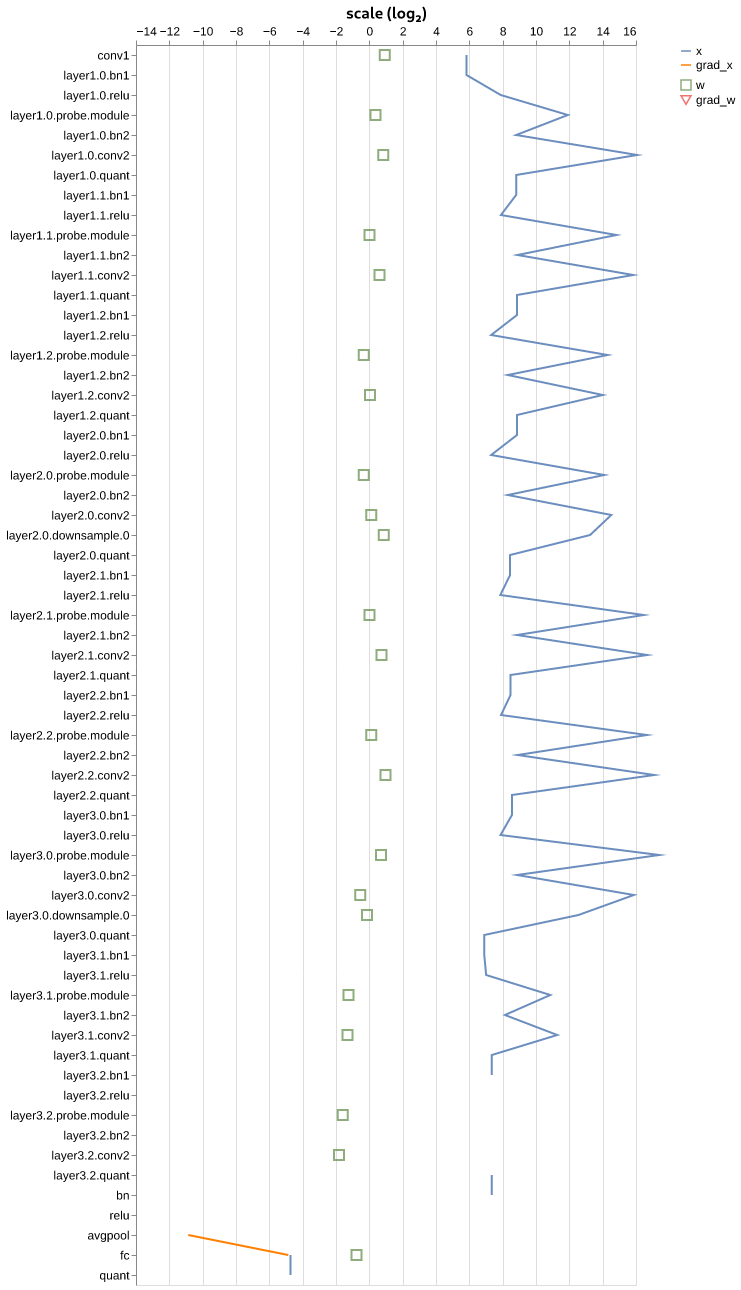 scale (log₂)
−14 −12 −10 −8 −6 −4 −2 0 2 4 6 8 10 12 14 16
x
grad_x
w
grad_w
conv1
layer1.0.bn1
layer1.0.relu
layer1.0.probe.module
layer1.0.bn2
layer1.0.conv2
layer1.0.quant
layer1.1.bn1
layer1.1.relu
layer1.1.probe.module
layer1.1.bn2
layer1.1.conv2
layer1.1.quant
layer1.2.bn1
layer1.2.relu
layer1.2.probe.module
layer1.2.bn2
layer1.2.conv2
layer1.2.quant
layer2.0.bn1
layer2.0.relu
layer2.0.probe.module
layer2.0.bn2
layer2.0.conv2
layer2.0.downsample.0
layer2.0.quant
layer2.1.bn1
layer2.1.relu
layer2.1.probe.module
layer2.1.bn2
layer2.1.conv2
layer2.1.quant
layer2.2.bn1
layer2.2.relu
layer2.2.probe.module
layer2.2.bn2
layer2.2.conv2
layer2.2.quant
layer3.0.bn1
layer3.0.relu
layer3.0.probe.module
layer3.0.bn2
layer3.0.conv2
layer3.0.downsample.0
layer3.0.quant
layer3.1.bn1
layer3.1.relu
layer3.1.probe.module
layer3.1.bn2
layer3.1.conv2
layer3.1.quant
layer3.2.bn1
layer3.2.relu
layer3.2.probe.module
layer3.2.bn2
layer3.2.conv2
layer3.2.quant
bn
relu
avgpool
fc
quant